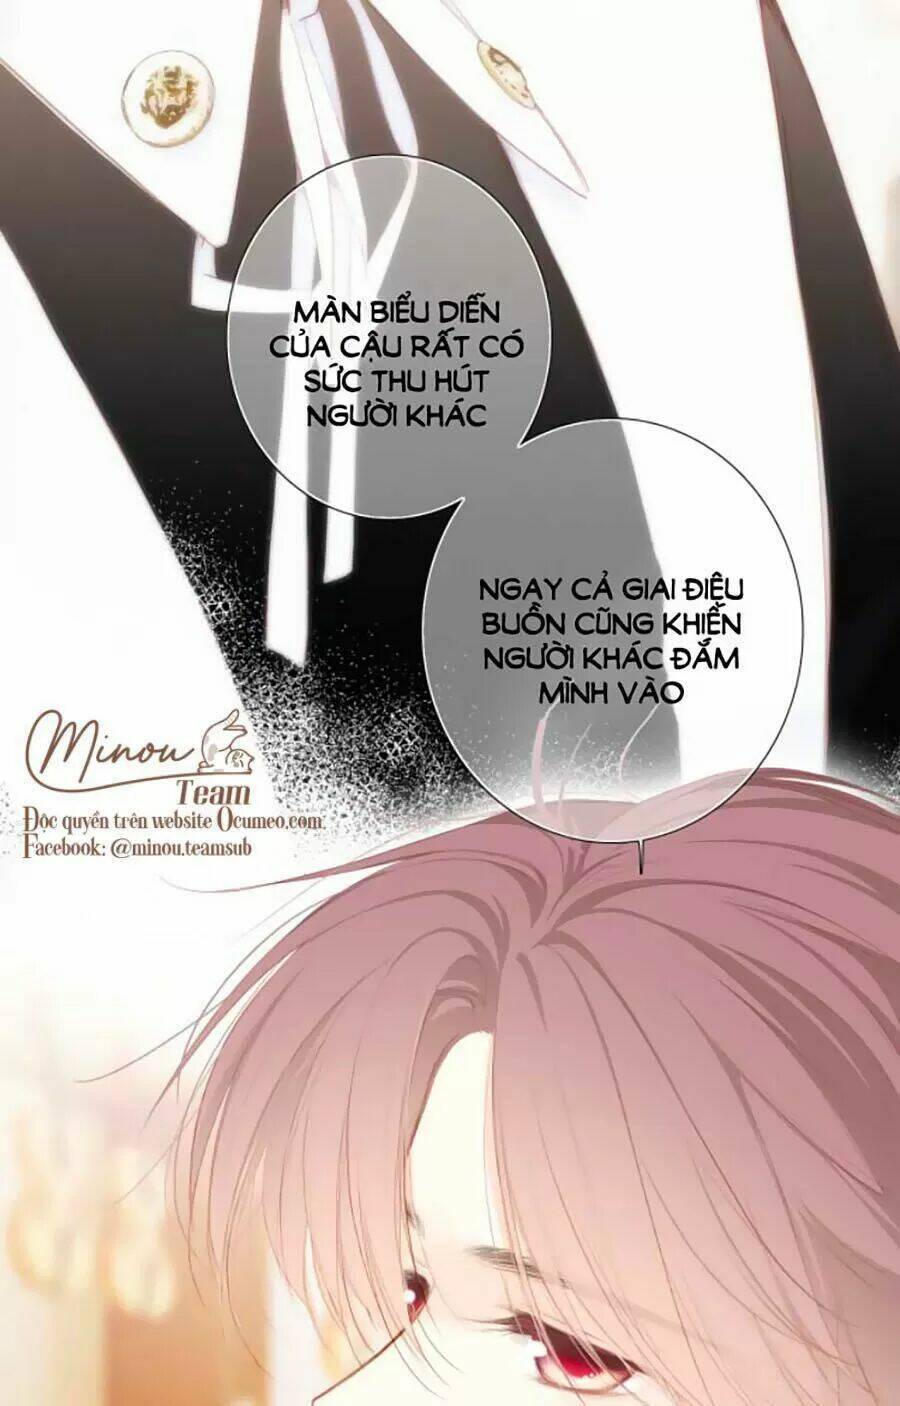 MÀN BIỂU DIỄN
CỦA CẬU RẤT CÓ
SỨC THU HÚT
NGƯỜI KHÁC
NGAY CẢ GIAI ĐIỆU
BUỒN CŨNG KHIẾN
NGƯỜI KHÁC ĐẮM
MÌNH VÀO
Minou
Team
Độc quyền trên website Ocumeo.com
Facebook: @minou.teamsub